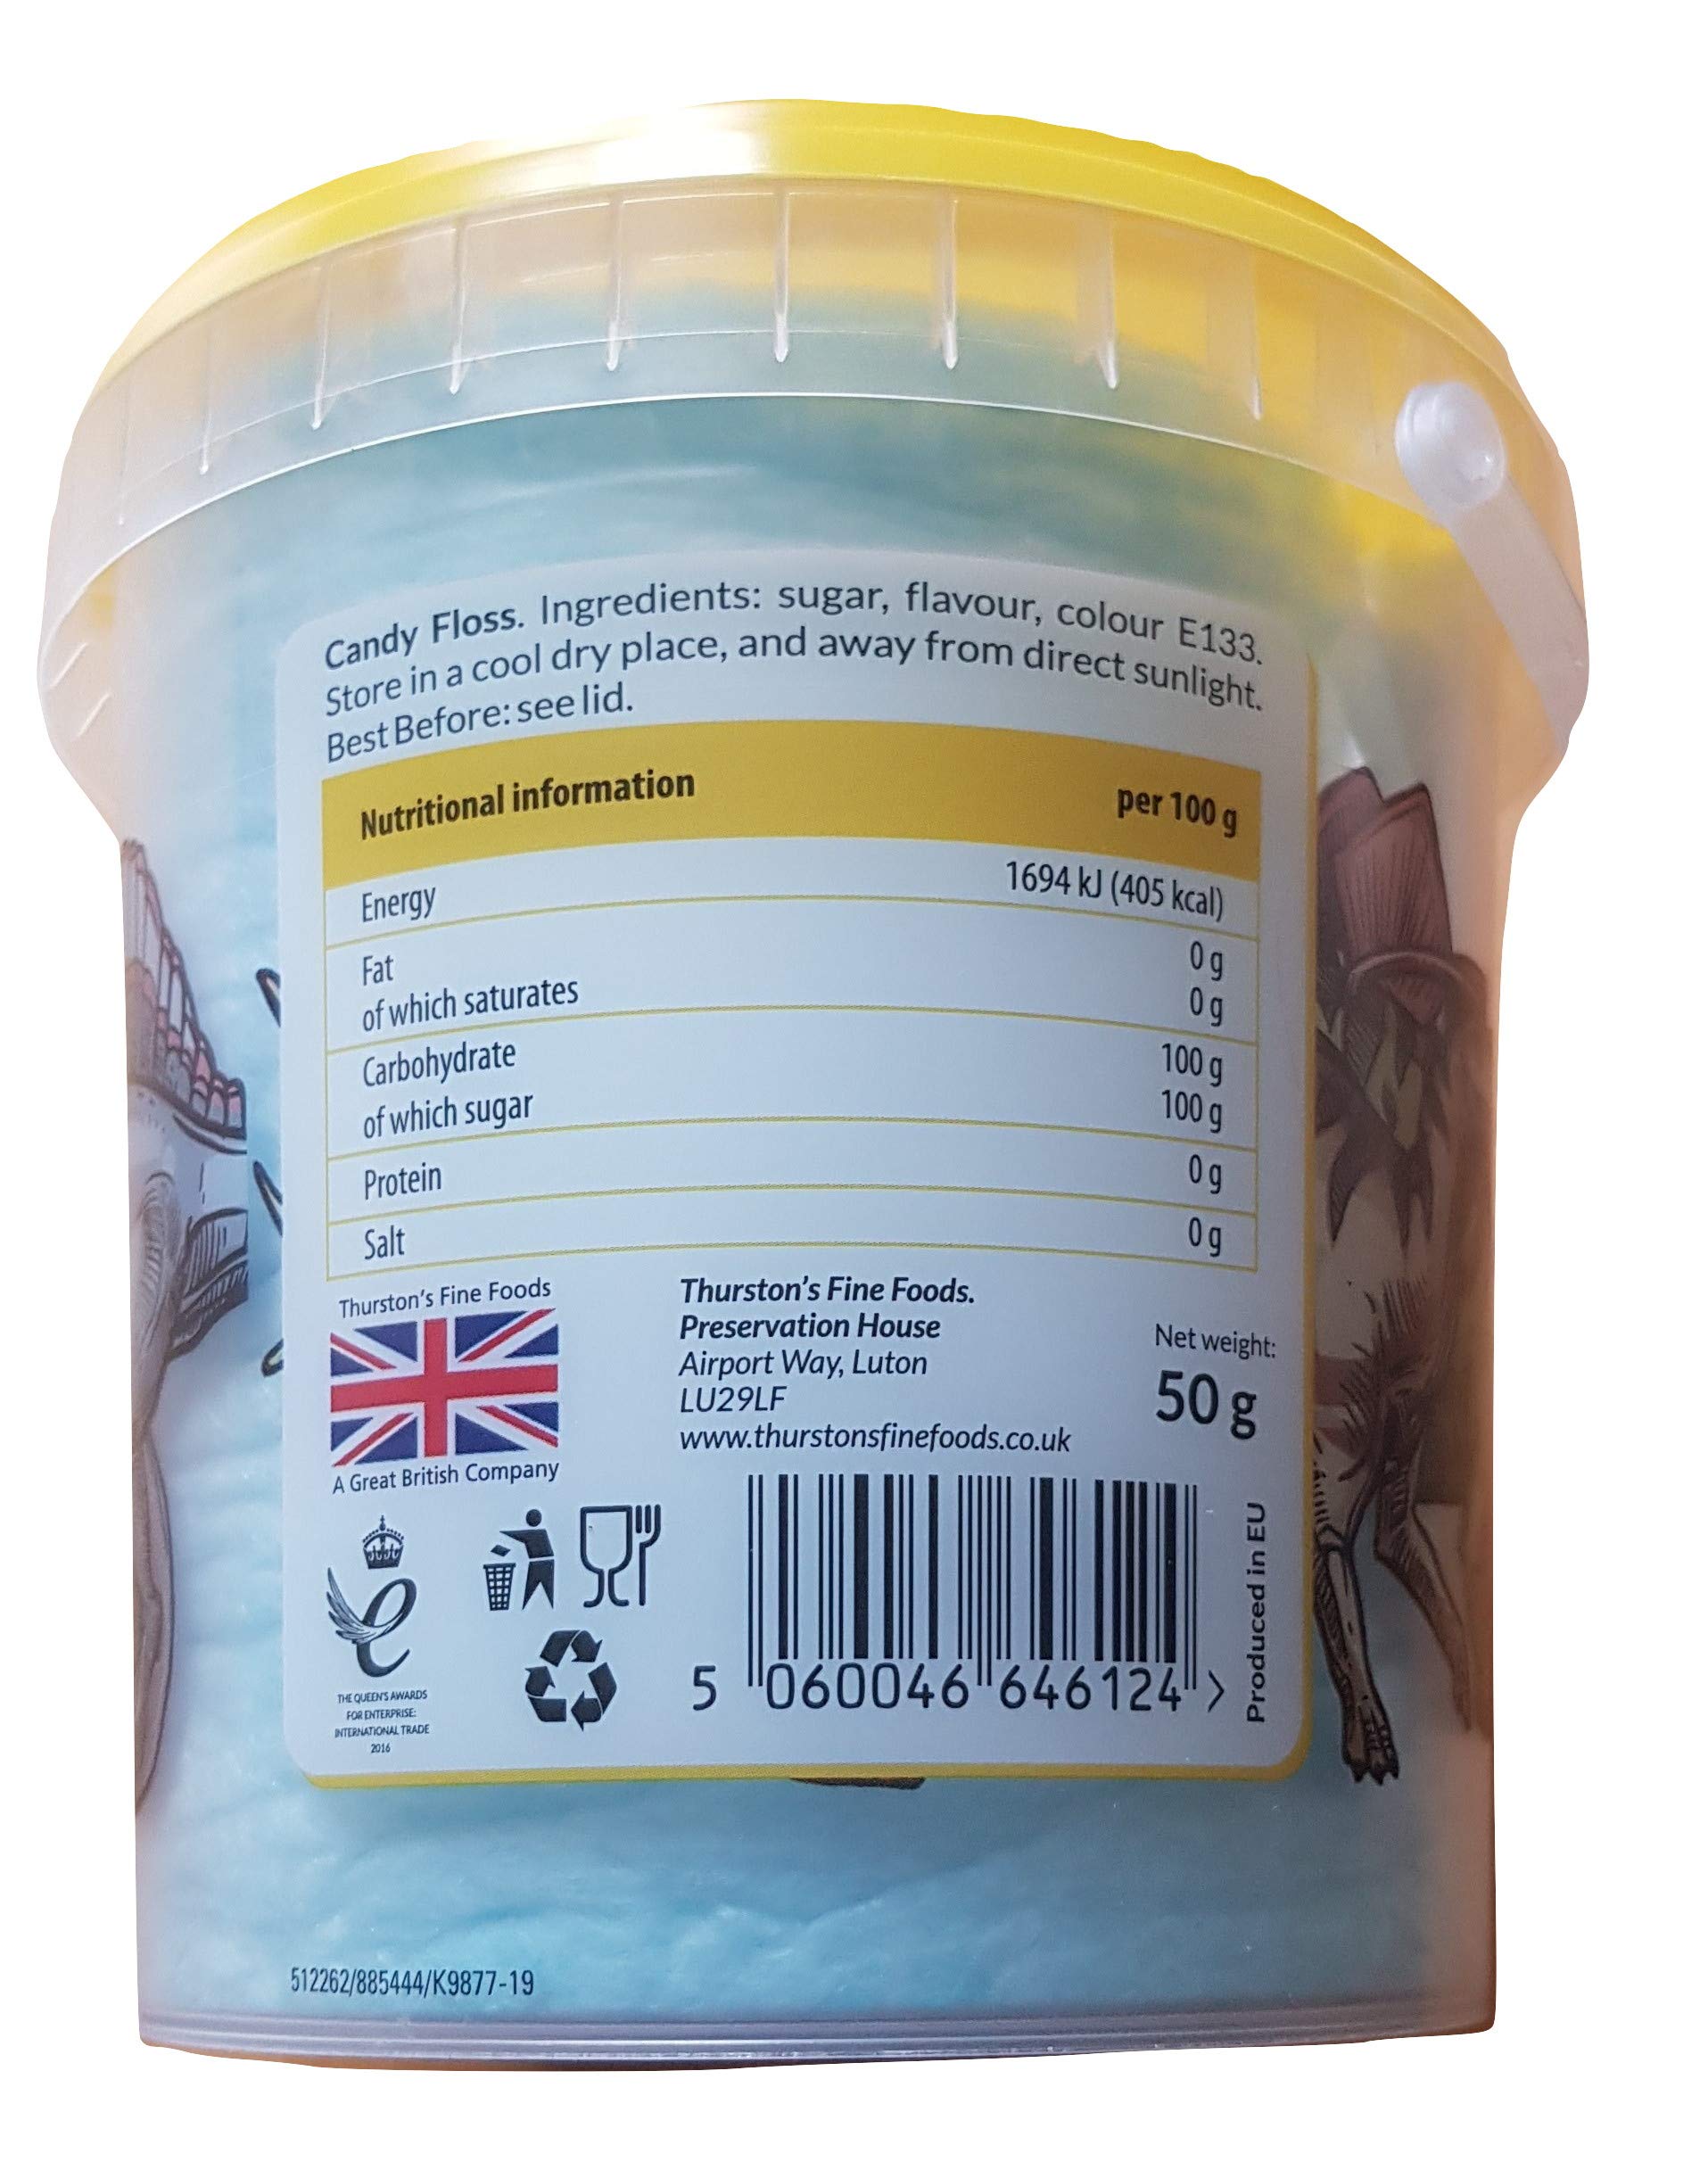 Candy Floss. Ingredients: sugar, flavour, colour E133.
Store in a cool dry place, and away from direct sunlight.
Best Before: see lid.
Nutritional information per 100 g
Energy 1694 kJ (405 kcal)
Fat 0 g
of which saturates 0 g
Carbohydrate 100 g
of which sugar 100 g
Protein 0 g
Salt 0 g
Thurston's Fine Foods
A Great British Company
Thurston's Fine Foods.
Preservation House
Airport Way, Luton
LU29LF
www.thurstonsfinefoods.co.uk
Net weight:
50 g
THE QUEEN'S AWARDS
FOR ENTERPRISE:
INTERNATIONAL TRADE
2016
5 060046 646124 >
Produced in EU
512262/885444/K9877-19